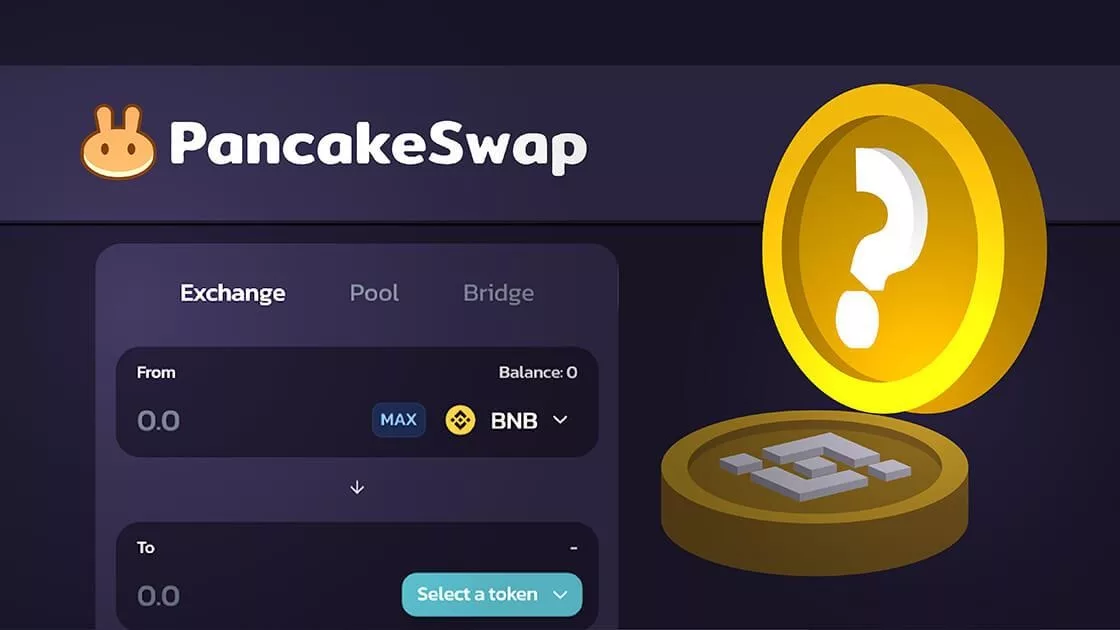 PancakeSwap
Exchange Pool Bridge
From Balance: 0
0.0 MAX BNB
To -
0.0 Select a token
?